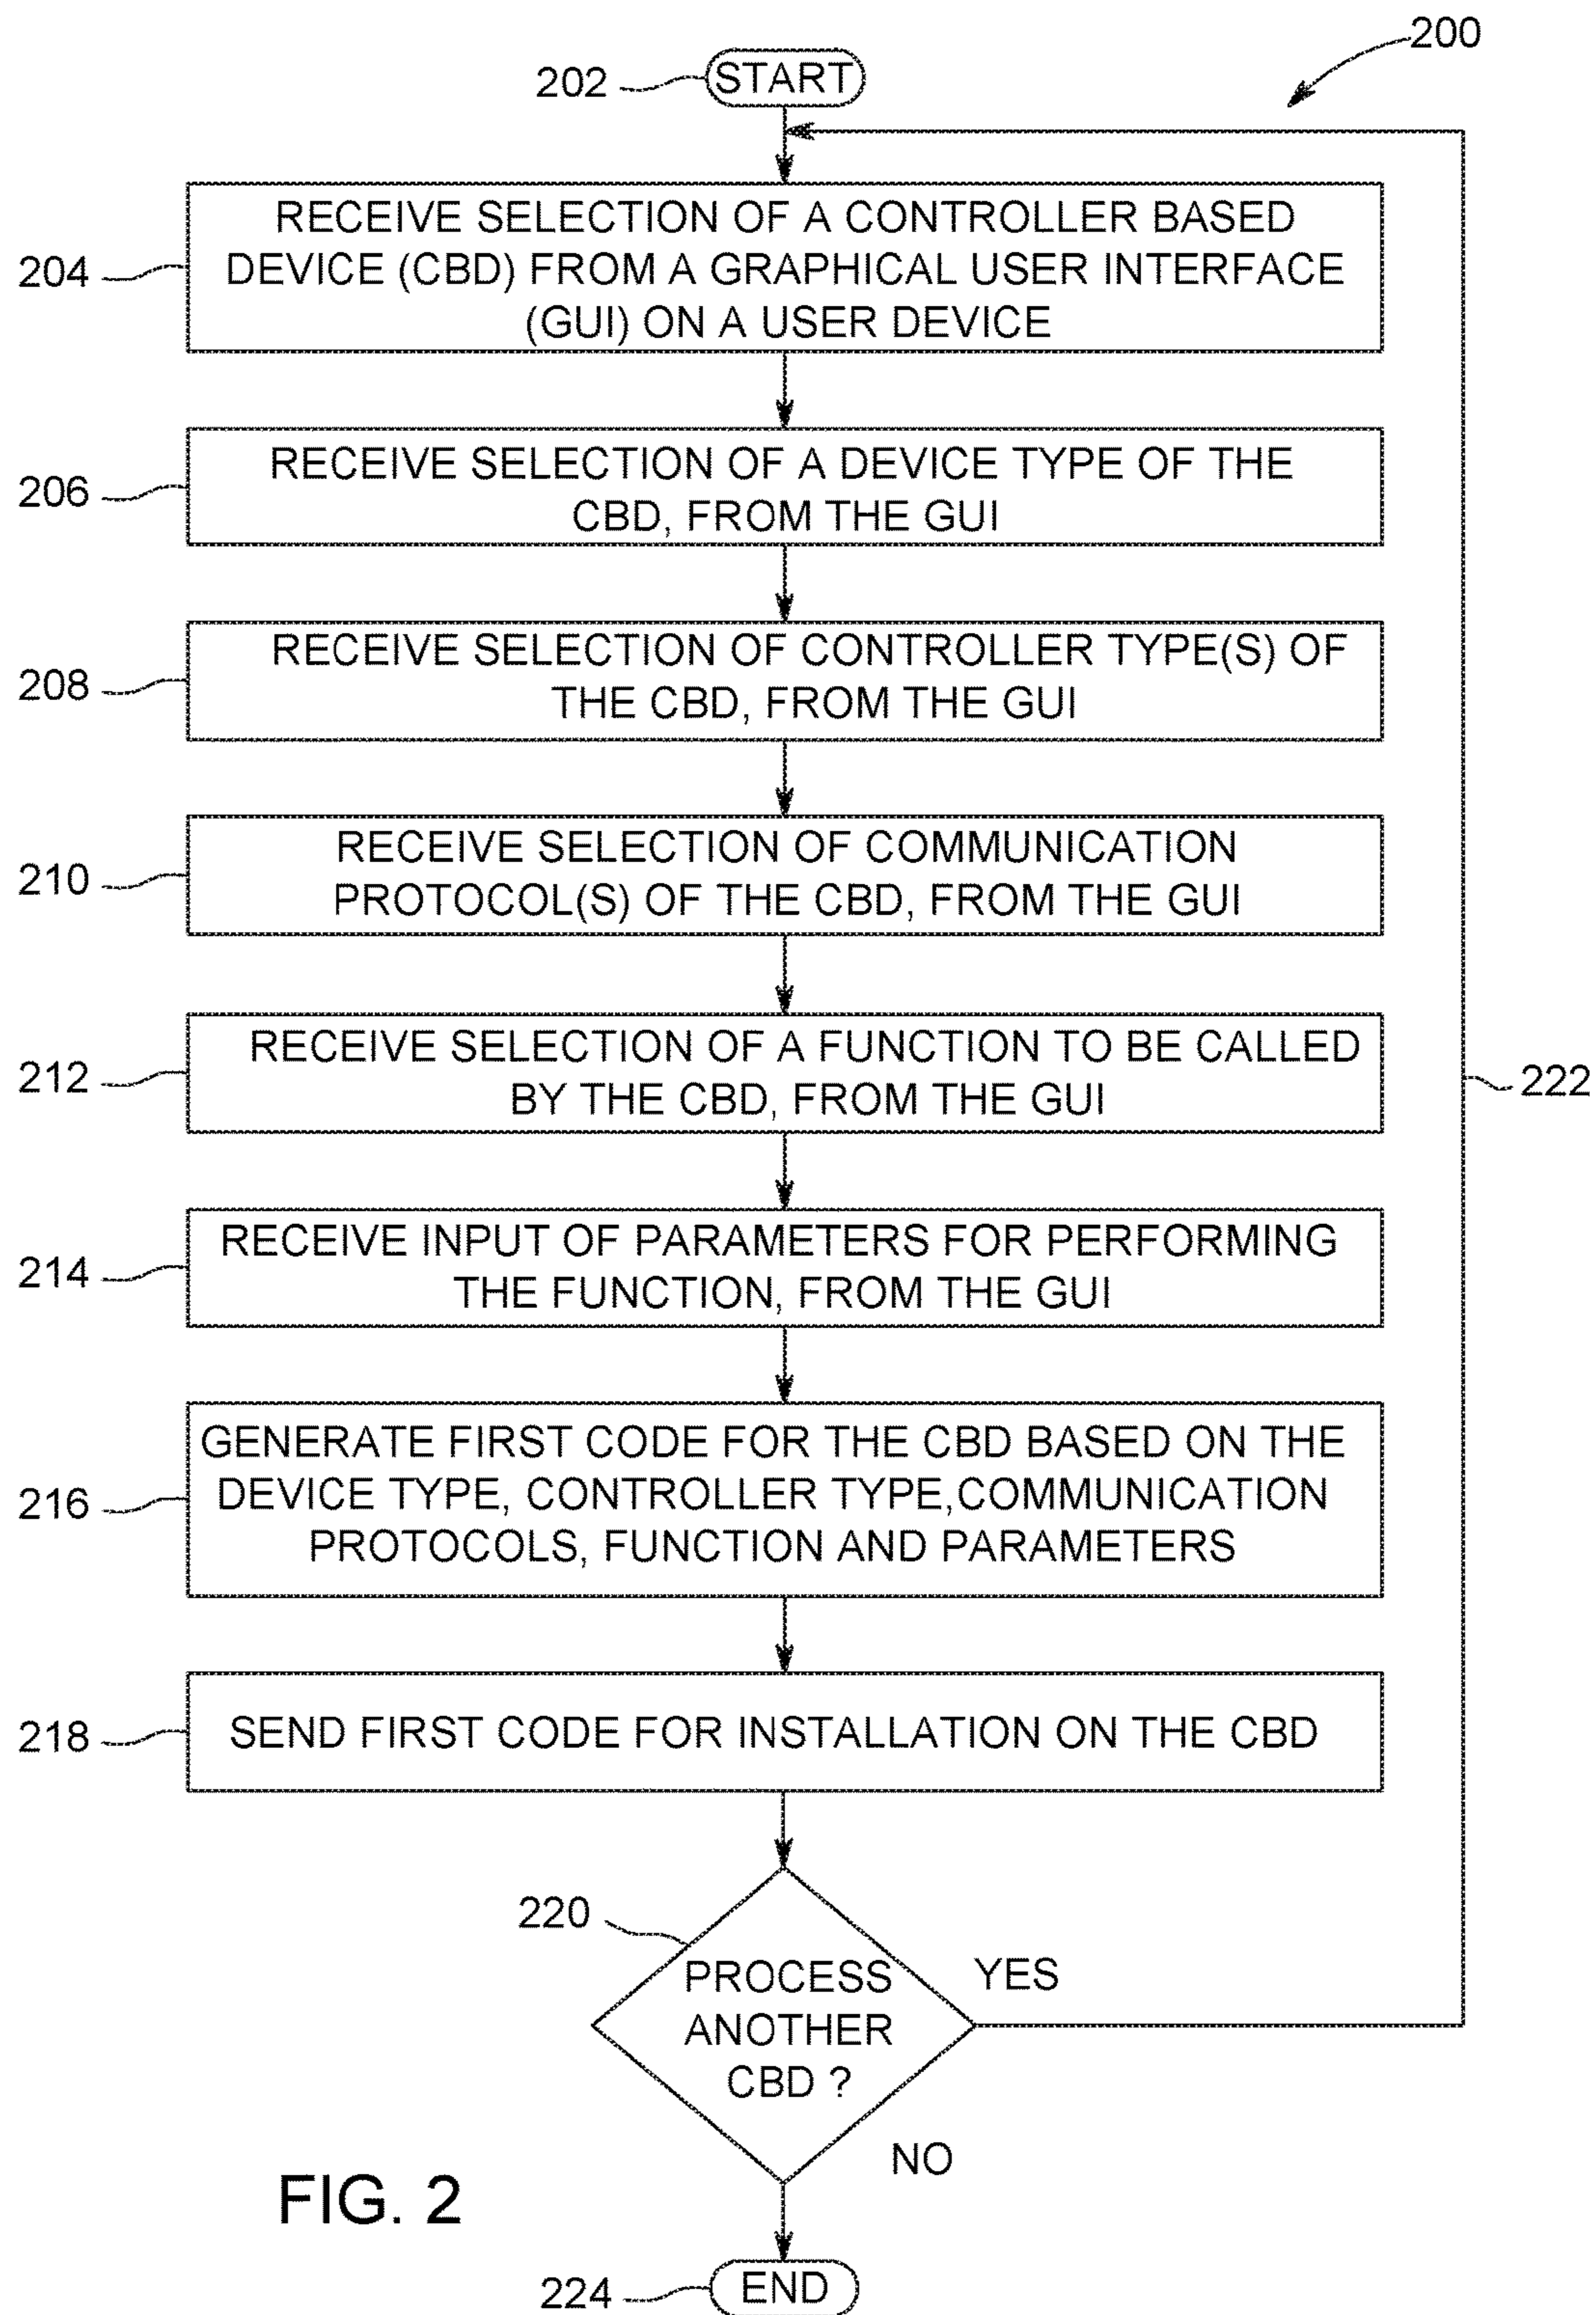 200
202
START
204
RECEIVE SELECTION OF A CONTROLLER BASED
DEVICE (CBD) FROM A GRAPHICAL USER INTERFACE
(GUI) ON A USER DEVICE
206
RECEIVE SELECTION OF A DEVICE TYPE OF THE
CBD, FROM THE GUI
208
RECEIVE SELECTION OF CONTROLLER TYPE(S) OF
THE CBD, FROM THE GUI
210
RECEIVE SELECTION OF COMMUNICATION
PROTOCOL(S) OF THE CBD, FROM THE GUI
212
RECEIVE SELECTION OF A FUNCTION TO BE CALLED
BY THE CBD, FROM THE GUI
222
214
RECEIVE INPUT OF PARAMETERS FOR PERFORMING
THE FUNCTION, FROM THE GUI
216
GENERATE FIRST CODE FOR THE CBD BASED ON THE
DEVICE TYPE, CONTROLLER TYPE,COMMUNICATION
PROTOCOLS, FUNCTION AND PARAMETERS
218
SEND FIRST CODE FOR INSTALLATION ON THE CBD
220
PROCESS
ANOTHER
CBD ?
YES
NO
FIG. 2
224
END